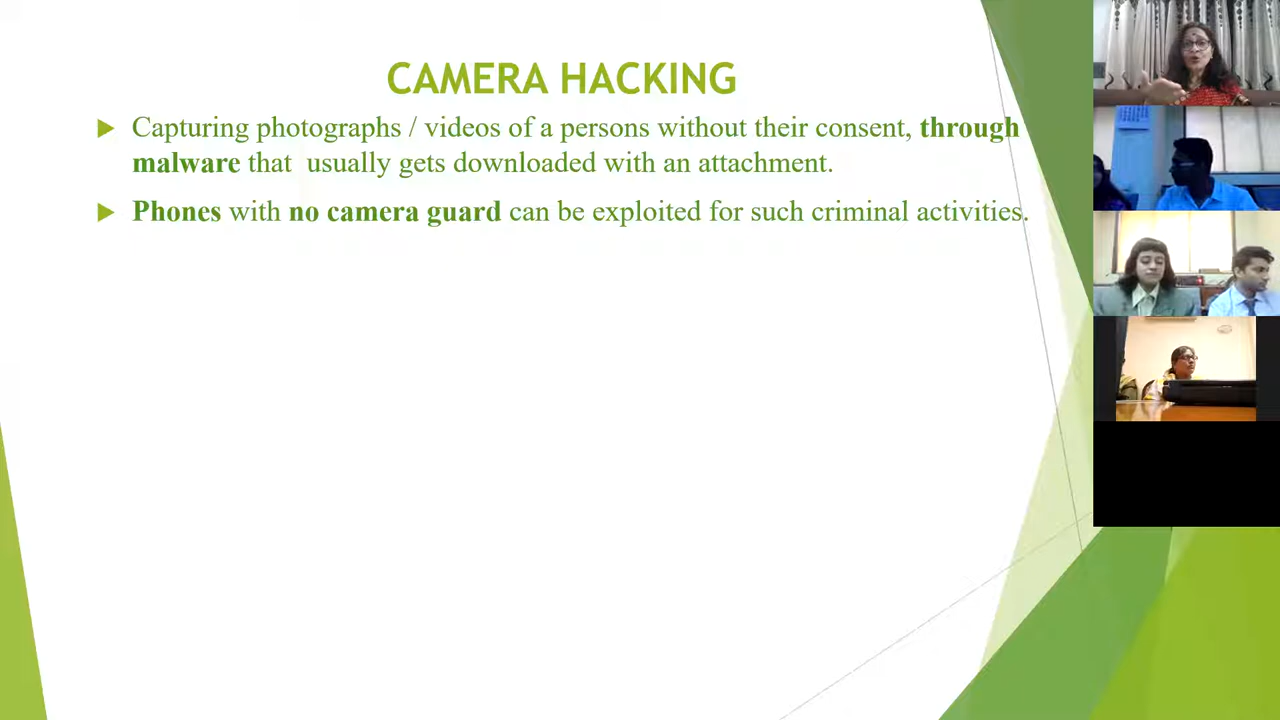 CAMERA HACKING
Capturing photographs / videos of a persons without their consent, through
malware that usually gets downloaded with an attachment.
Phones with no camera guard can be exploited for such criminal activities.